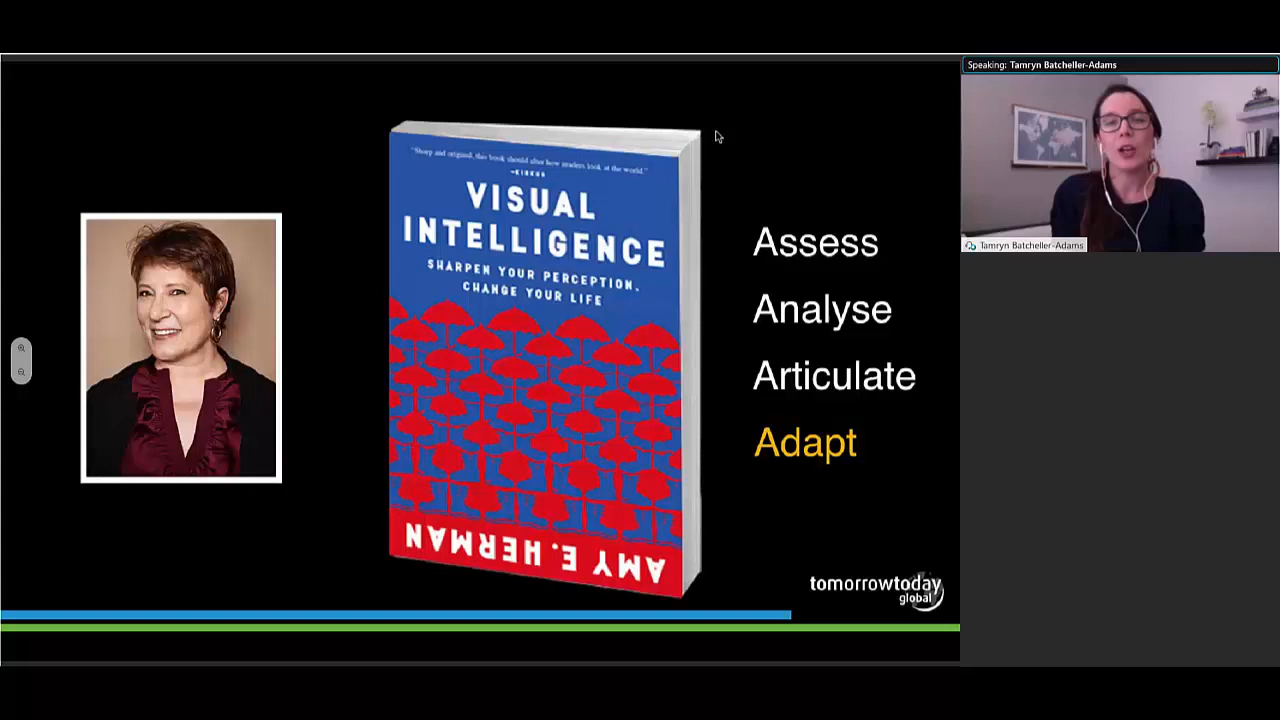 "Sharp and original, this book should alter how readers look at the world."
—KIRKUS
VISUAL
INTELLIGENCE
SHARPEN YOUR PERCEPTION,
CHANGE YOUR LIFE
AMY E. HERMAN
Assess
Analyse
Articulate
Adapt
tomorrowtoday
global
Speaking: Tamryn Batcheller-Adams
Tamryn Batcheller-Adams